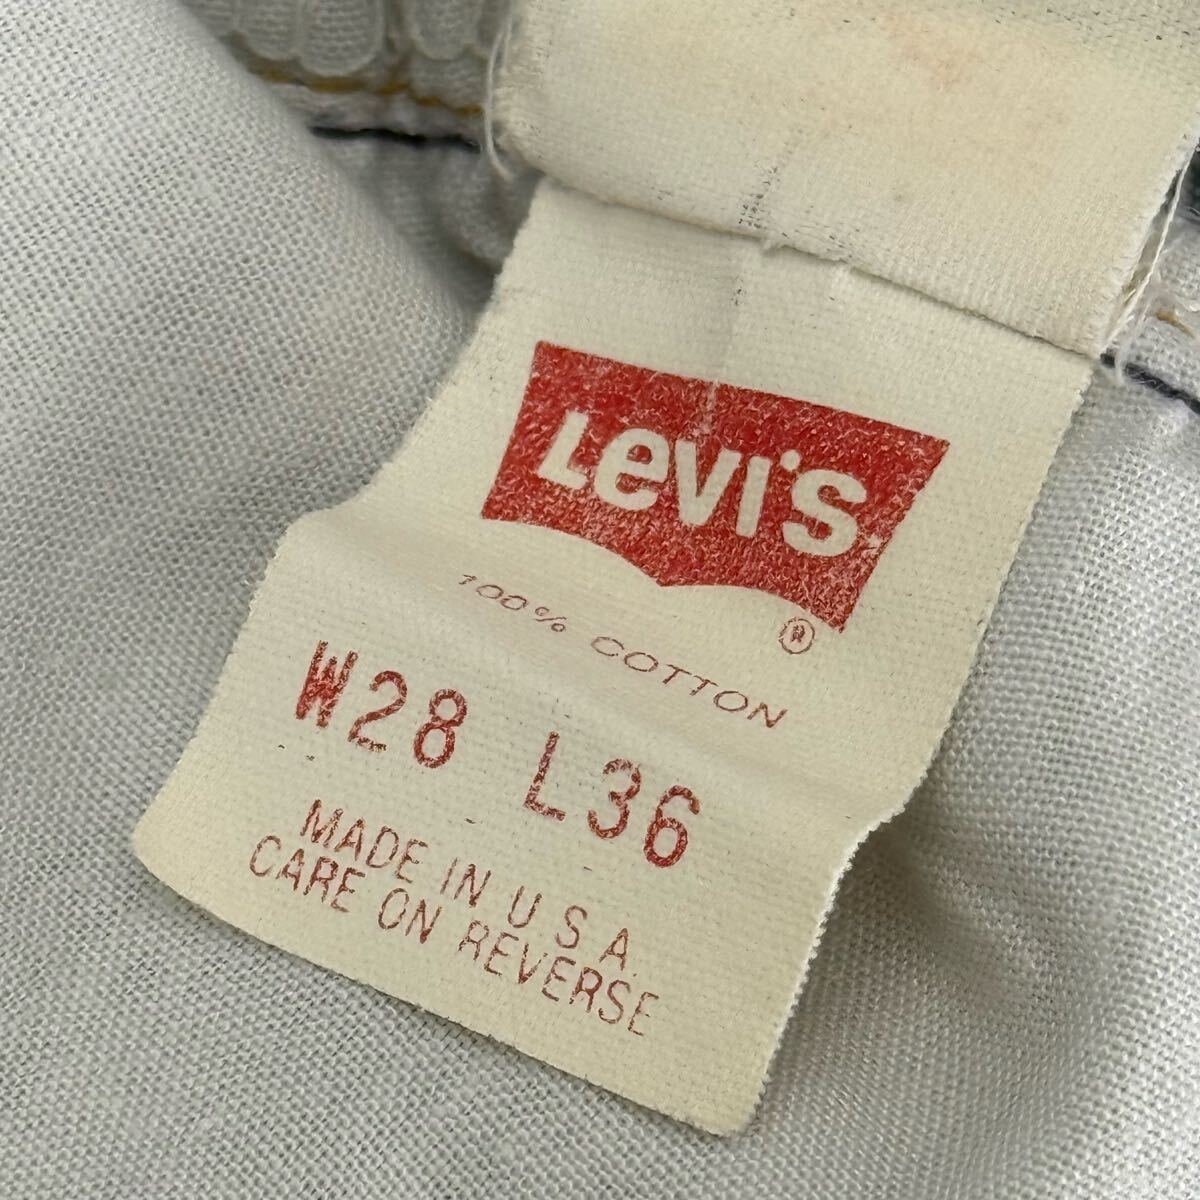 Levi's
®
100% COTTON
W28 L36
MADE IN U S A.
CARE ON REVERSE